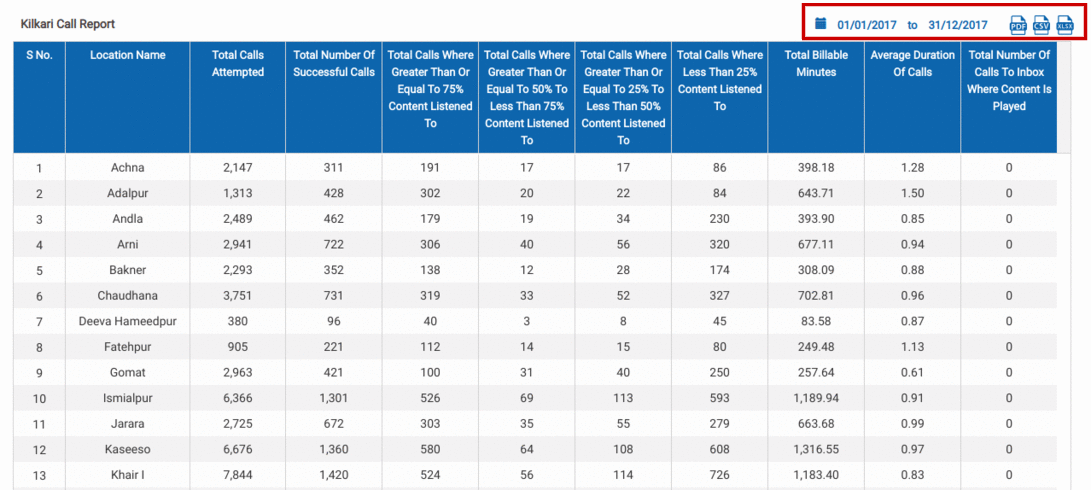 Kilkari Call Report
01/01/2017 to 31/12/2017
PDF CSV XLSX
S No. Location Name Total Calls Attempted Total Number Of Successful Calls Total Calls Where Greater Than Or Equal To 75% Content Listened To Total Calls Where Greater Than Or Equal To 50% To Less Than 75% Content Listened To Total Calls Where Greater Than Or Equal To 25% To Less Than 50% Content Listened To Total Calls Where Less Than 25% Content Listened To Total Billable Minutes Average Duration Of Calls Total Number Of Calls To Inbox Where Content Is Played
1 Achna 2,147 311 191 17 17 86 398.18 1.28 0
2 Adalpur 1,313 428 302 20 22 84 643.71 1.50 0
3 Andla 2,489 462 179 19 34 230 393.90 0.85 0
4 Arni 2,941 722 306 40 56 320 677.11 0.94 0
5 Bakner 2,293 352 138 12 28 174 308.09 0.88 0
6 Chaudhana 3,751 731 319 33 52 327 702.81 0.96 0
7 Deeva Hameedpur 380 96 40 3 8 45 83.58 0.87 0
8 Fatehpur 905 221 112 14 15 80 249.48 1.13 0
9 Gomat 2,963 421 100 31 40 250 257.64 0.61 0
10 Ismialpur 6,366 1,301 526 69 113 593 1,189.94 0.91 0
11 Jarara 2,725 672 303 35 55 279 663.68 0.99 0
12 Kaseeso 6,676 1,360 580 64 108 608 1,316.55 0.97 0
13 Khair I 7,844 1,420 524 56 114 726 1,183.40 0.83 0